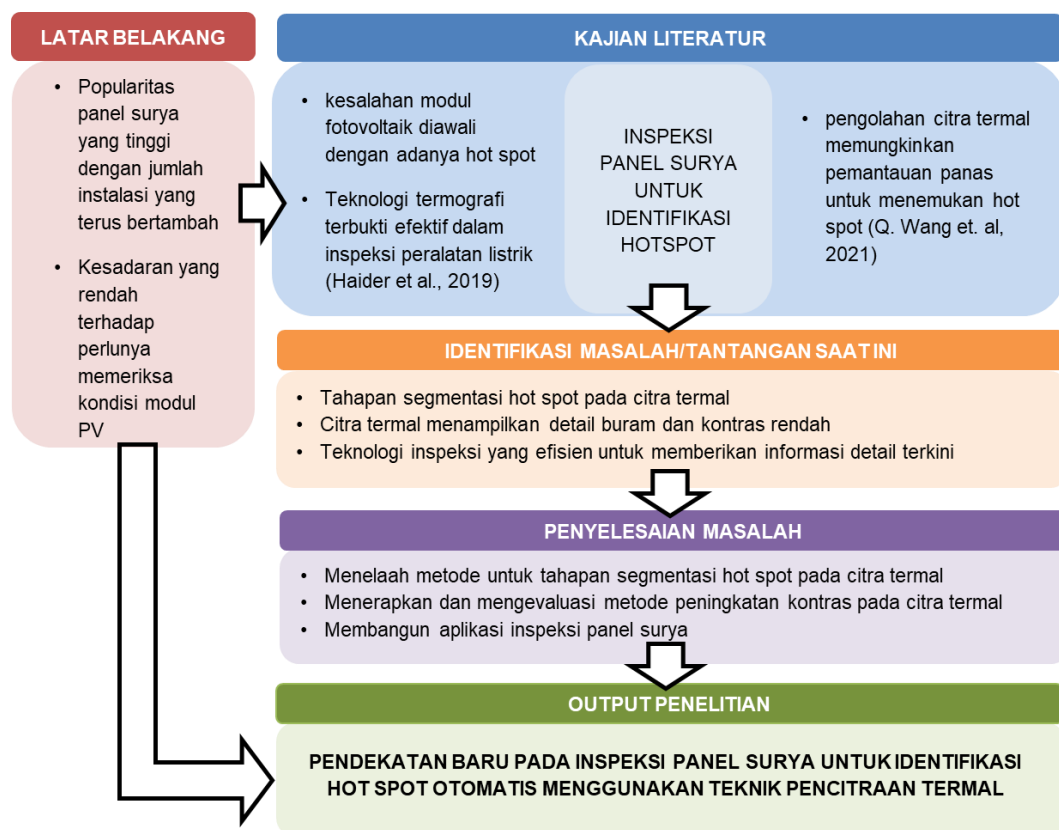 LATAR BELAKANG
• Popularitas
panel surya
yang tinggi
dengan jumlah
instalasi yang
terus bertambah
• Kesadaran yang
rendah
terhadap
perlunya
memeriksa
kondisi modul
PV
KAJIAN LITERATUR
• kesalahan modul
fotovoltaik diawali
dengan adanya hot spot
• Teknologi termografi
terbukti efektif dalam
inspeksi peralatan listrik
(Haider et al., 2019)
INSPEKSI
PANEL SURYA
UNTUK
IDENTIFIKASI
HOTSPOT
• pengolahan citra termal
memungkinkan
pemantauan panas
untuk menemukan hot
spot (Q. Wang et. al,
2021)
IDENTIFIKASI MASALAH/TANTANGAN SAAT INI
• Tahapan segmentasi hot spot pada citra termal
• Citra termal menampilkan detail buram dan kontras rendah
• Teknologi inspeksi yang efisien untuk memberikan informasi detail terkini
PENYELESAIAN MASALAH
• Menelaah metode untuk tahapan segmentasi hot spot pada citra termal
• Menerapkan dan mengevaluasi metode peningkatan kontras pada citra termal
• Membangun aplikasi inspeksi panel surya
OUTPUT PENELITIAN
PENDEKATAN BARU PADA INSPEKSI PANEL SURYA UNTUK IDENTIFIKASI
HOT SPOT OTOMATIS MENGGUNAKAN TEKNIK PENCITRAAN TERMAL